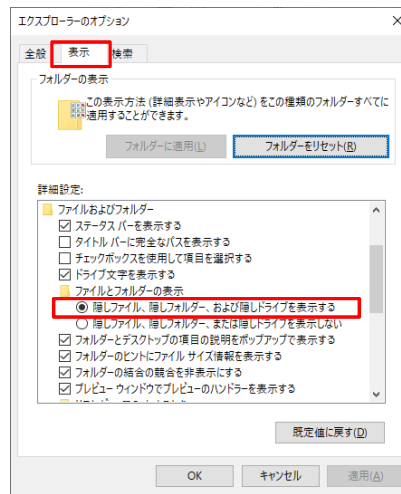 エクスプローラーのオプション
全般 表示 検索
フォルダーの表示
この表示方法 (詳細表示やアイコンなど) をこの種類のフォルダーすべてに
適用することができます。
フォルダーに適用(L) フォルダーをリセット(R)
詳細設定:
ファイルおよびフォルダー
ステータス バーを表示する
タイトル バーに完全なパスを表示する
チェックボックスを使用して項目を選択する
ドライブ文字を表示する
ファイルとフォルダーの表示
隠しファイル、隠しフォルダー、および隠しドライブを表示する
隠しファイル、隠しフォルダー、または隠しドライブを表示しない
フォルダーとデスクトップの項目の説明をポップアップで表示する
フォルダーのヒントにファイル サイズ情報を表示する
フォルダーの結合の競合を非表示にする
プレビュー ウィンドウでプレビューのハンドラーを表示する
既定値に戻す(D)
OK キャンセル 適用(A)